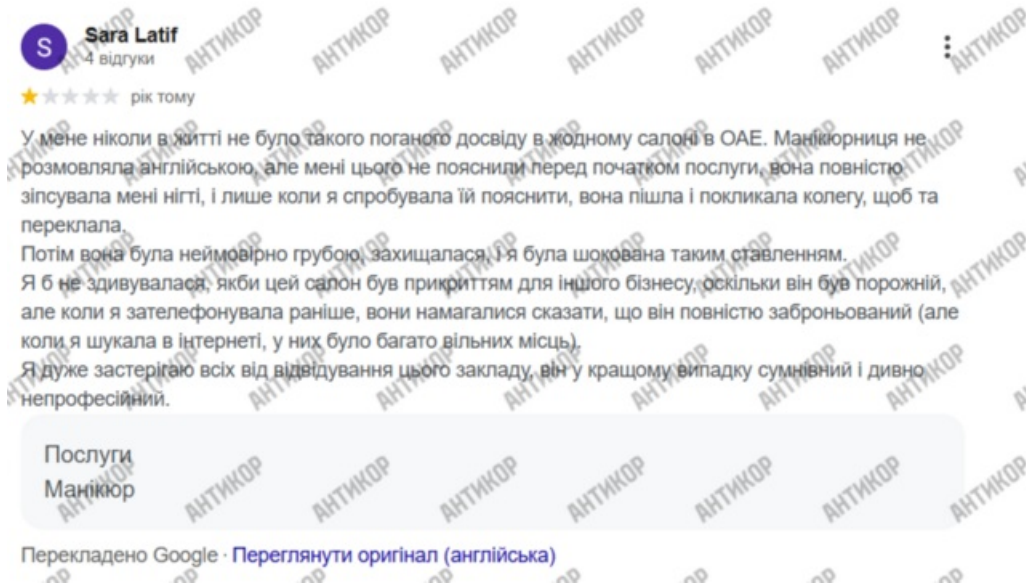 S
Sara Latif
4 відгуки
рік тому
У мене ніколи в житті не було такого поганого досвіду в жодному салоні в ОАЕ. Манікюрниця не
розмовляла англійською, але мені цього не пояснили перед початком послуги, вона повністю
зіпсувала мені нігті, і лише коли я спробувала їй пояснити, вона пішла і покликала колегу, щоб та
переклала.
Потім вона була неймовірно грубою, захищалася, і я була шокована таким ставленням.
Я б не здивувалася, якби цей салон був прикриттям для іншого бізнесу, оскільки він був порожній,
але коли я зателефонувала раніше, вони намагалися сказати, що він повністю заброньований (але
коли я шукала в інтернеті, у них було багато вільних місць).
Я дуже застерігаю всіх від відвідування цього закладу, він у кращому випадку сумнівний і дивно
непрофесійний.
Послуги
Манікюр
Перекладено Google · Переглянути оригінал (англійська)
АНТИКОР